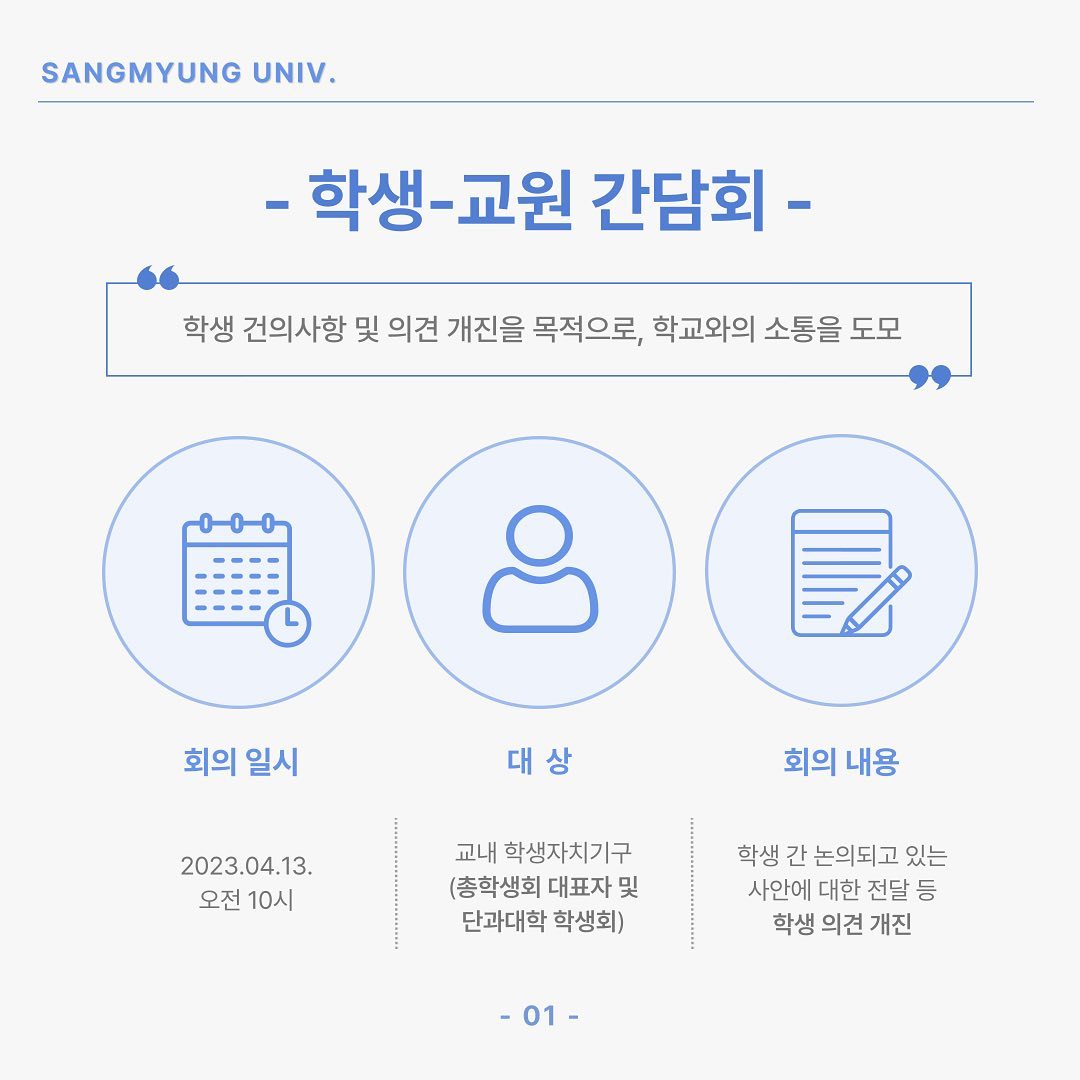 SANGMYUNG UNIV.
- 학생-교원 간담회 -
❝
학생 건의사항 및 의견 개진을 목적으로, 학교와의 소통을 도모
❞
회의 일시
2023.04.13.
오전 10시
대 상
교내 학생자치기구
(총학생회 대표자 및
단과대학 학생회)
회의 내용
학생 간 논의되고 있는
사안에 대한 전달 등
학생 의견 개진
- 01 -